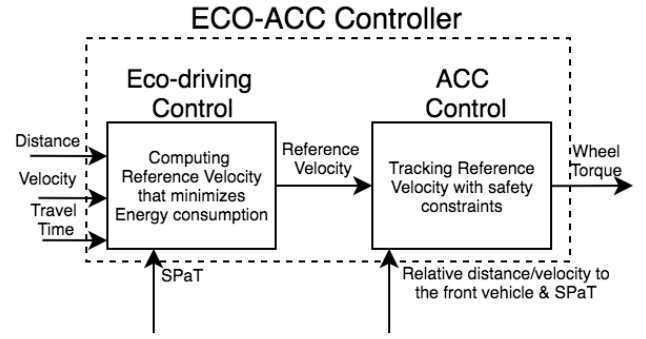 ECO-ACC Controller
Eco-driving
Control
ACC
Control
Distance
Velocity
Travel
Time
Computing
Reference Velocity
that minimizes
Energy consumption
Reference
Velocity
Tracking Reference
Velocity with safety
constraints
Wheel
Torque
SPaT
Relative distance/velocity to
the front vehicle & SPaT